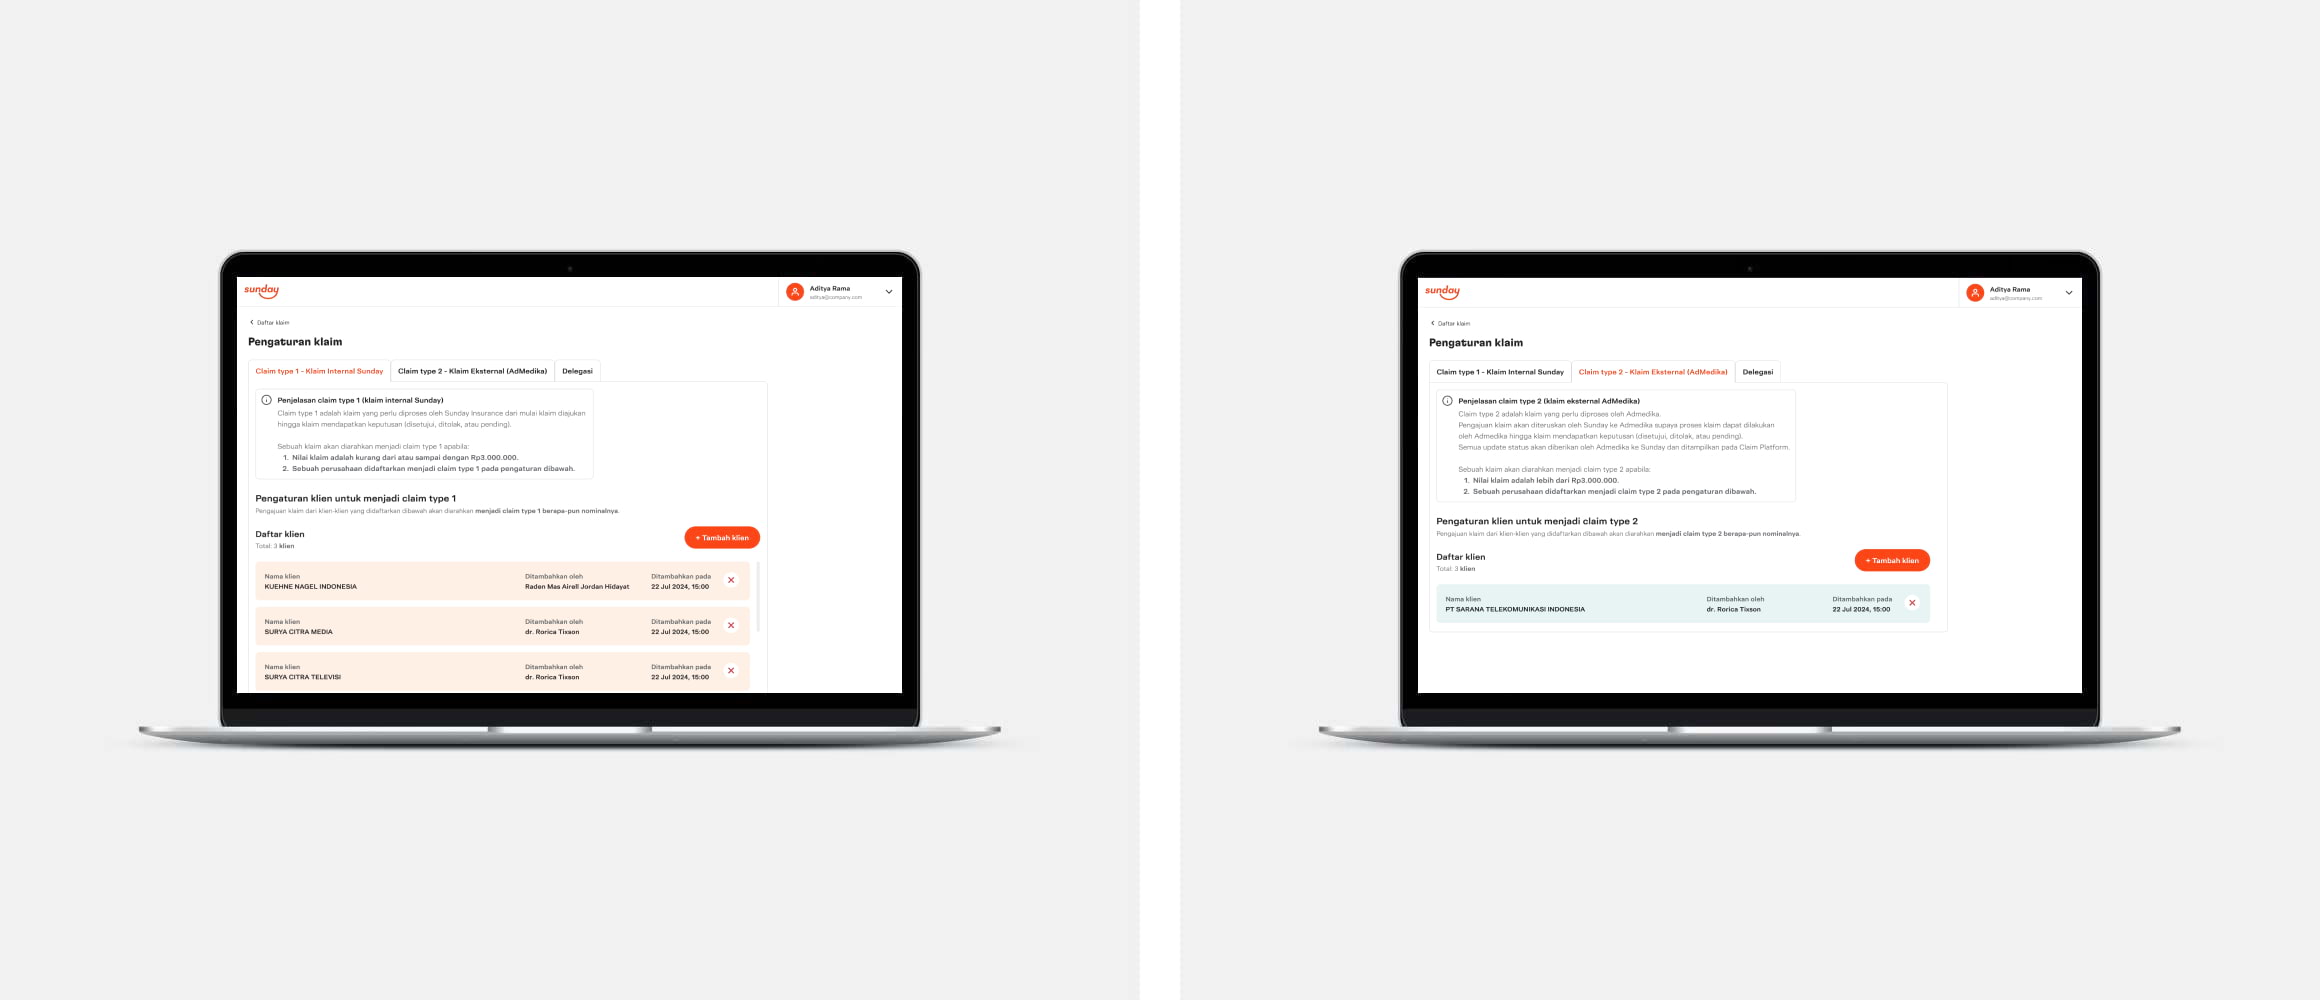 sunday
Aditya Rama
aditya@company.com
Daftar klaim
Pengaturan klaim
Claim type 1 - Klaim Internal Sunday
Claim type 2 - Klaim Eksternal (AdMedika)
Delegasi
Penjelasan claim type 1 (klaim internal Sunday)
Claim type 1 adalah klaim yang perlu diproses oleh Sunday Insurance dari mulai klaim diajukan
hingga klaim mendapatkan keputusan (disetujui, ditolak, atau pending).
Sebuah klaim akan diarahkan menjadi claim type 1 apabila:
1. Nilai klaim adalah kurang dari atau sampai dengan Rp3.000.000.
2. Sebuah perusahaan didaftarkan menjadi claim type 1 pada pengaturan dibawah.
Pengaturan klien untuk menjadi claim type 1
Pengajuan klaim dari klien-klien yang didaftarkan dibawah akan diarahkan menjadi claim type 1 berapa-pun nominalnya.
Daftar klien
Total: 3 klien
+ Tambah klien
Nama klien
KUEHNE NAGEL INDONESIA
Ditambahkan oleh
Raden Mas Airell Jordan Hidayat
Ditambahkan pada
22 Jul 2024, 15:00
Nama klien
SURYA CITRA MEDIA
Ditambahkan oleh
dr. Rorica Tixson
Ditambahkan pada
22 Jul 2024, 15:00
Nama klien
SURYA CITRA TELEVISI
Ditambahkan oleh
dr. Rorica Tixson
Ditambahkan pada
22 Jul 2024, 15:00
sunday
Aditya Rama
aditya@company.com
Daftar klaim
Pengaturan klaim
Claim type 1 - Klaim Internal Sunday
Claim type 2 - Klaim Eksternal (AdMedika)
Delegasi
Penjelasan claim type 2 (klaim eksternal AdMedika)
Claim type 2 adalah klaim yang perlu diproses oleh Admedika.
Pengajuan klaim akan diteruskan oleh Sunday ke Admedika supaya proses klaim dapat dilakukan
oleh Admedika hingga klaim mendapatkan keputusan (disetujui, ditolak, atau pending).
Semua update status akan diberikan oleh Admedika ke Sunday dan ditampilkan pada Claim Platform.
Sebuah klaim akan diarahkan menjadi claim type 2 apabila:
1. Nilai klaim adalah lebih dari Rp3.000.000.
2. Sebuah perusahaan didaftarkan menjadi claim type 2 pada pengaturan dibawah.
Pengaturan klien untuk menjadi claim type 2
Pengajuan klaim dari klien-klien yang didaftarkan dibawah akan diarahkan menjadi claim type 2 berapa-pun nominalnya.
Daftar klien
Total: 3 klien
+ Tambah klien
Nama klien
PT SARANA TELEKOMUNIKASI INDONESIA
Ditambahkan oleh
dr. Rorica Tixson
Ditambahkan pada
22 Jul 2024, 15:00